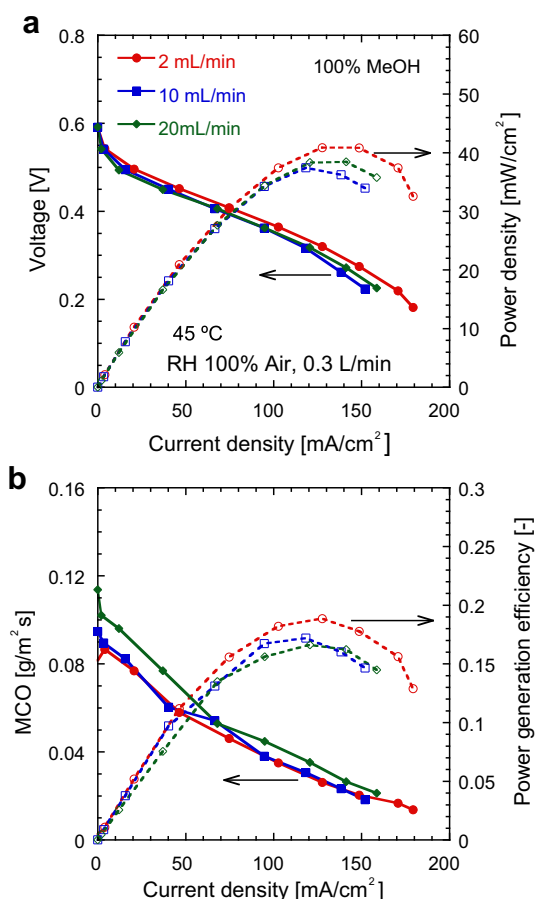 a
0.8
60
2 mL/min
100% MeOH
10 mL/min
50
20mL/min
0.6
40
Voltage [V]
0.4
30
Power density [mW/cm2]
20
0.2
45 ºC
10
RH 100% Air, 0.3 L/min
0
0
0
50
100
150
200
Current density [mA/cm2]
b
0.16
0.3
0.25
0.12
0.2
MCO [g/m2 s]
0.08
0.15
Power generation efficiency [-]
0.1
0.04
0.05
0
0
0
50
100
150
200
Current density [mA/cm2]